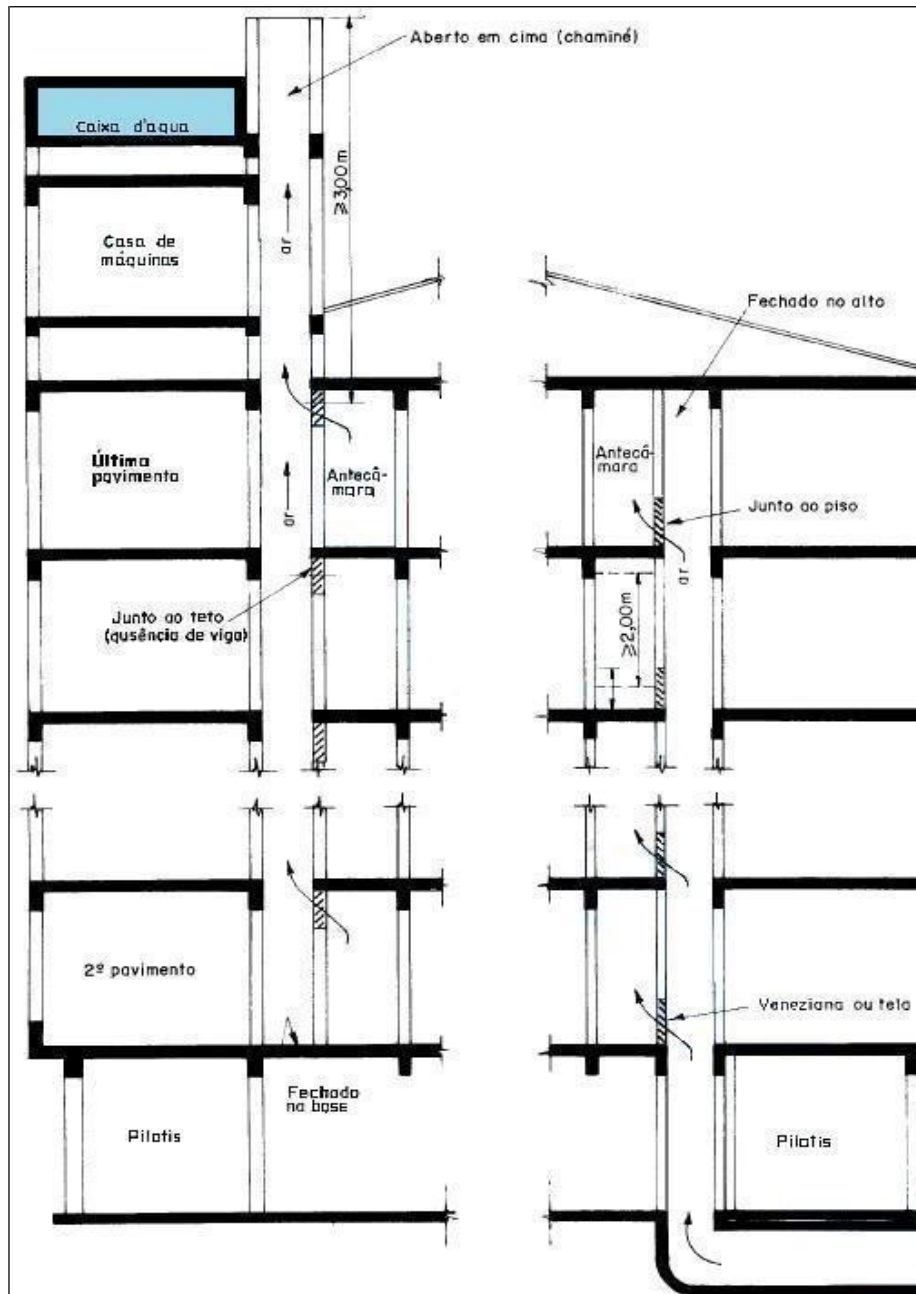 Aberto em cima (chaminé)
Caixa d'agua
≥3,00m
ar
Casa de
máquinas
Fechado no alto
Último
pavimento
Antecâ-
mara
Antecâ-
mara
ar
Junto ao piso
ar
Junto ao teto
(ausência de viga)
≥2,00m
2º pavimento
Veneziana ou tela
Fechado
na base
Pilotis
Pilotis